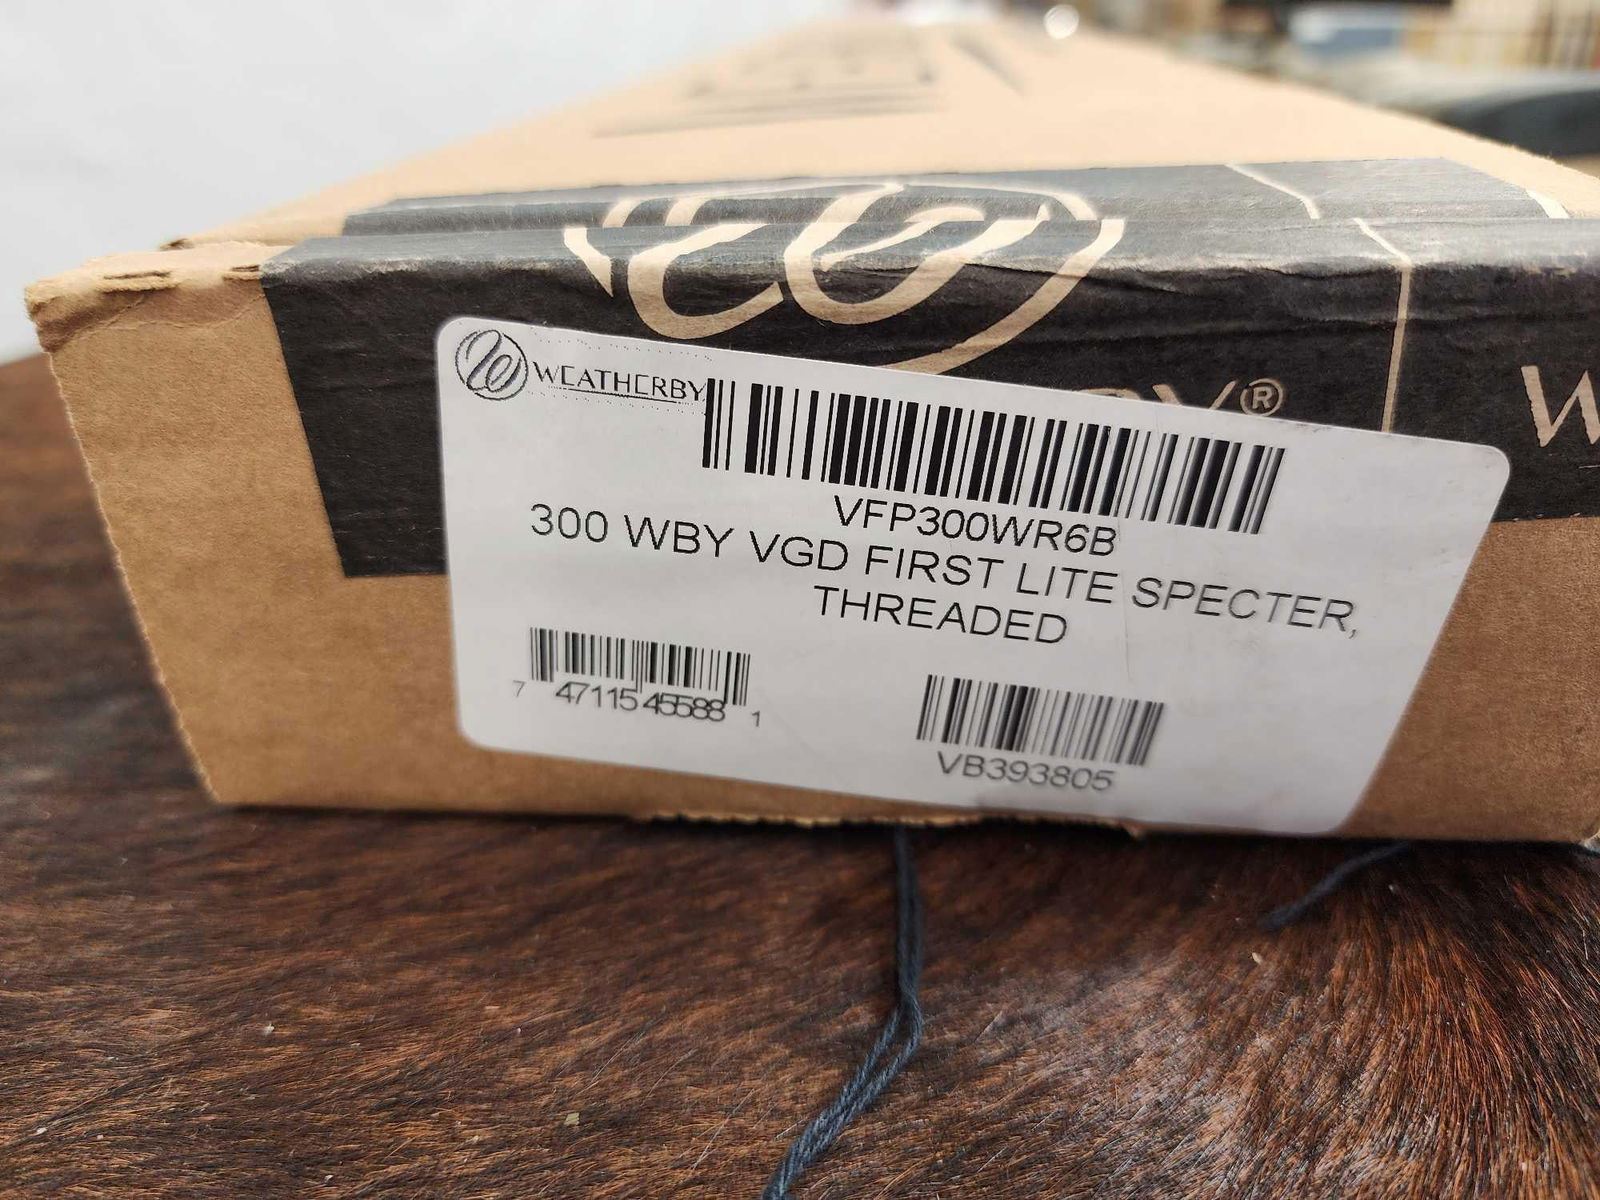 WEATHERBY
VFP300WR6B
300 WBY VGD FIRST LITE SPECTER,
THREADED
7 47115 45588 1
VB393805